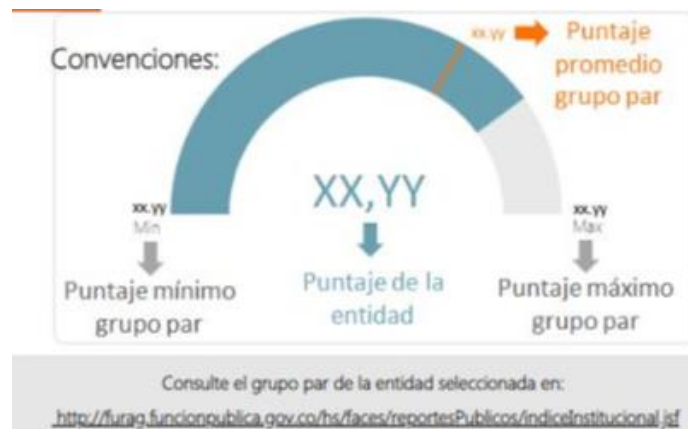 Convenciones:
xx.yy
Puntaje
promedio
grupo par
XX,YY
xx.yy
Min
xx.yy
Max
Puntaje mínimo
grupo par
Puntaje de la
entidad
Puntaje máximo
grupo par
Consulte el grupo par de la entidad seleccionada en:
http://furag.funcionpublica.gov.co/hs/faces/reportesPublicos/indiceInstitucional.jsf